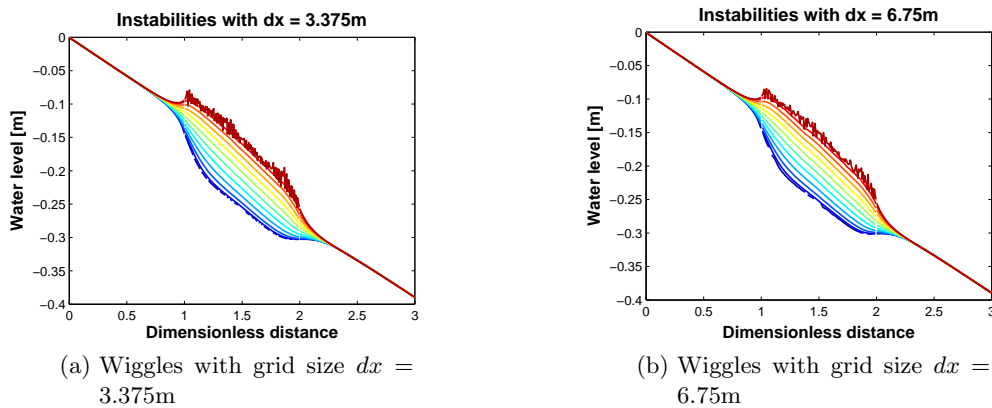 Instabilities with dx = 3.375m
0
−0.05
−0.1
−0.15
−0.2
−0.25
−0.3
−0.35
−0.4
Water level [m]
0 0.5 1 1.5 2 2.5 3
Dimensionless distance
(a) Wiggles with grid size dx =
3.375m
Instabilities with dx = 6.75m
0
−0.05
−0.1
−0.15
−0.2
−0.25
−0.3
−0.35
−0.4
Water level [m]
0 0.5 1 1.5 2 2.5 3
Dimensionless distance
(b) Wiggles with grid size dx =
6.75m